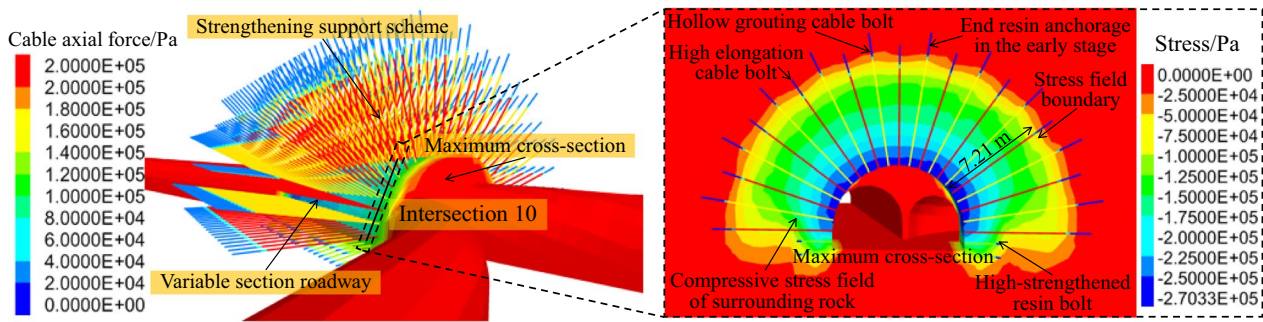 Cable axial force/Pa
2.0000E+05
2.0000E+05
1.8000E+05
1.6000E+05
1.4000E+05
1.2000E+05
1.0000E+05
8.0000E+04
6.0000E+04
4.0000E+04
2.0000E+04
0.0000E+00
Strengthening support scheme
Maximum cross-section
Intersection 10
Variable section roadway
Hollow grouting cable bolt
High elongation
cable bolt
End resin anchorage
in the early stage
Stress field
boundary
7.21 m
Maximum cross-section
Compressive stress field
of surrounding rock
High-strengthened
resin bolt
Stress/Pa
0.0000E+00
-2.5000E+04
-5.0000E+04
-7.5000E+04
-1.0000E+05
-1.2500E+05
-1.5000E+05
-1.7500E+05
-2.0000E+05
-2.2500E+05
-2.5000E+05
-2.7033E+05